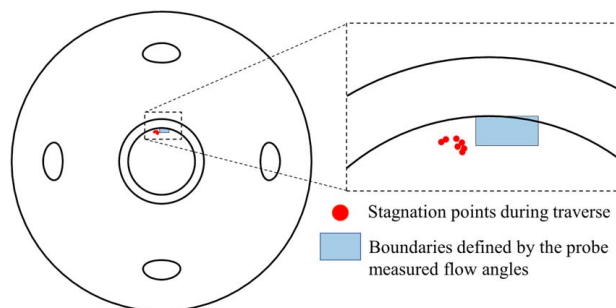 Stagnation points during traverse
Boundaries defined by the probe
measured flow angles